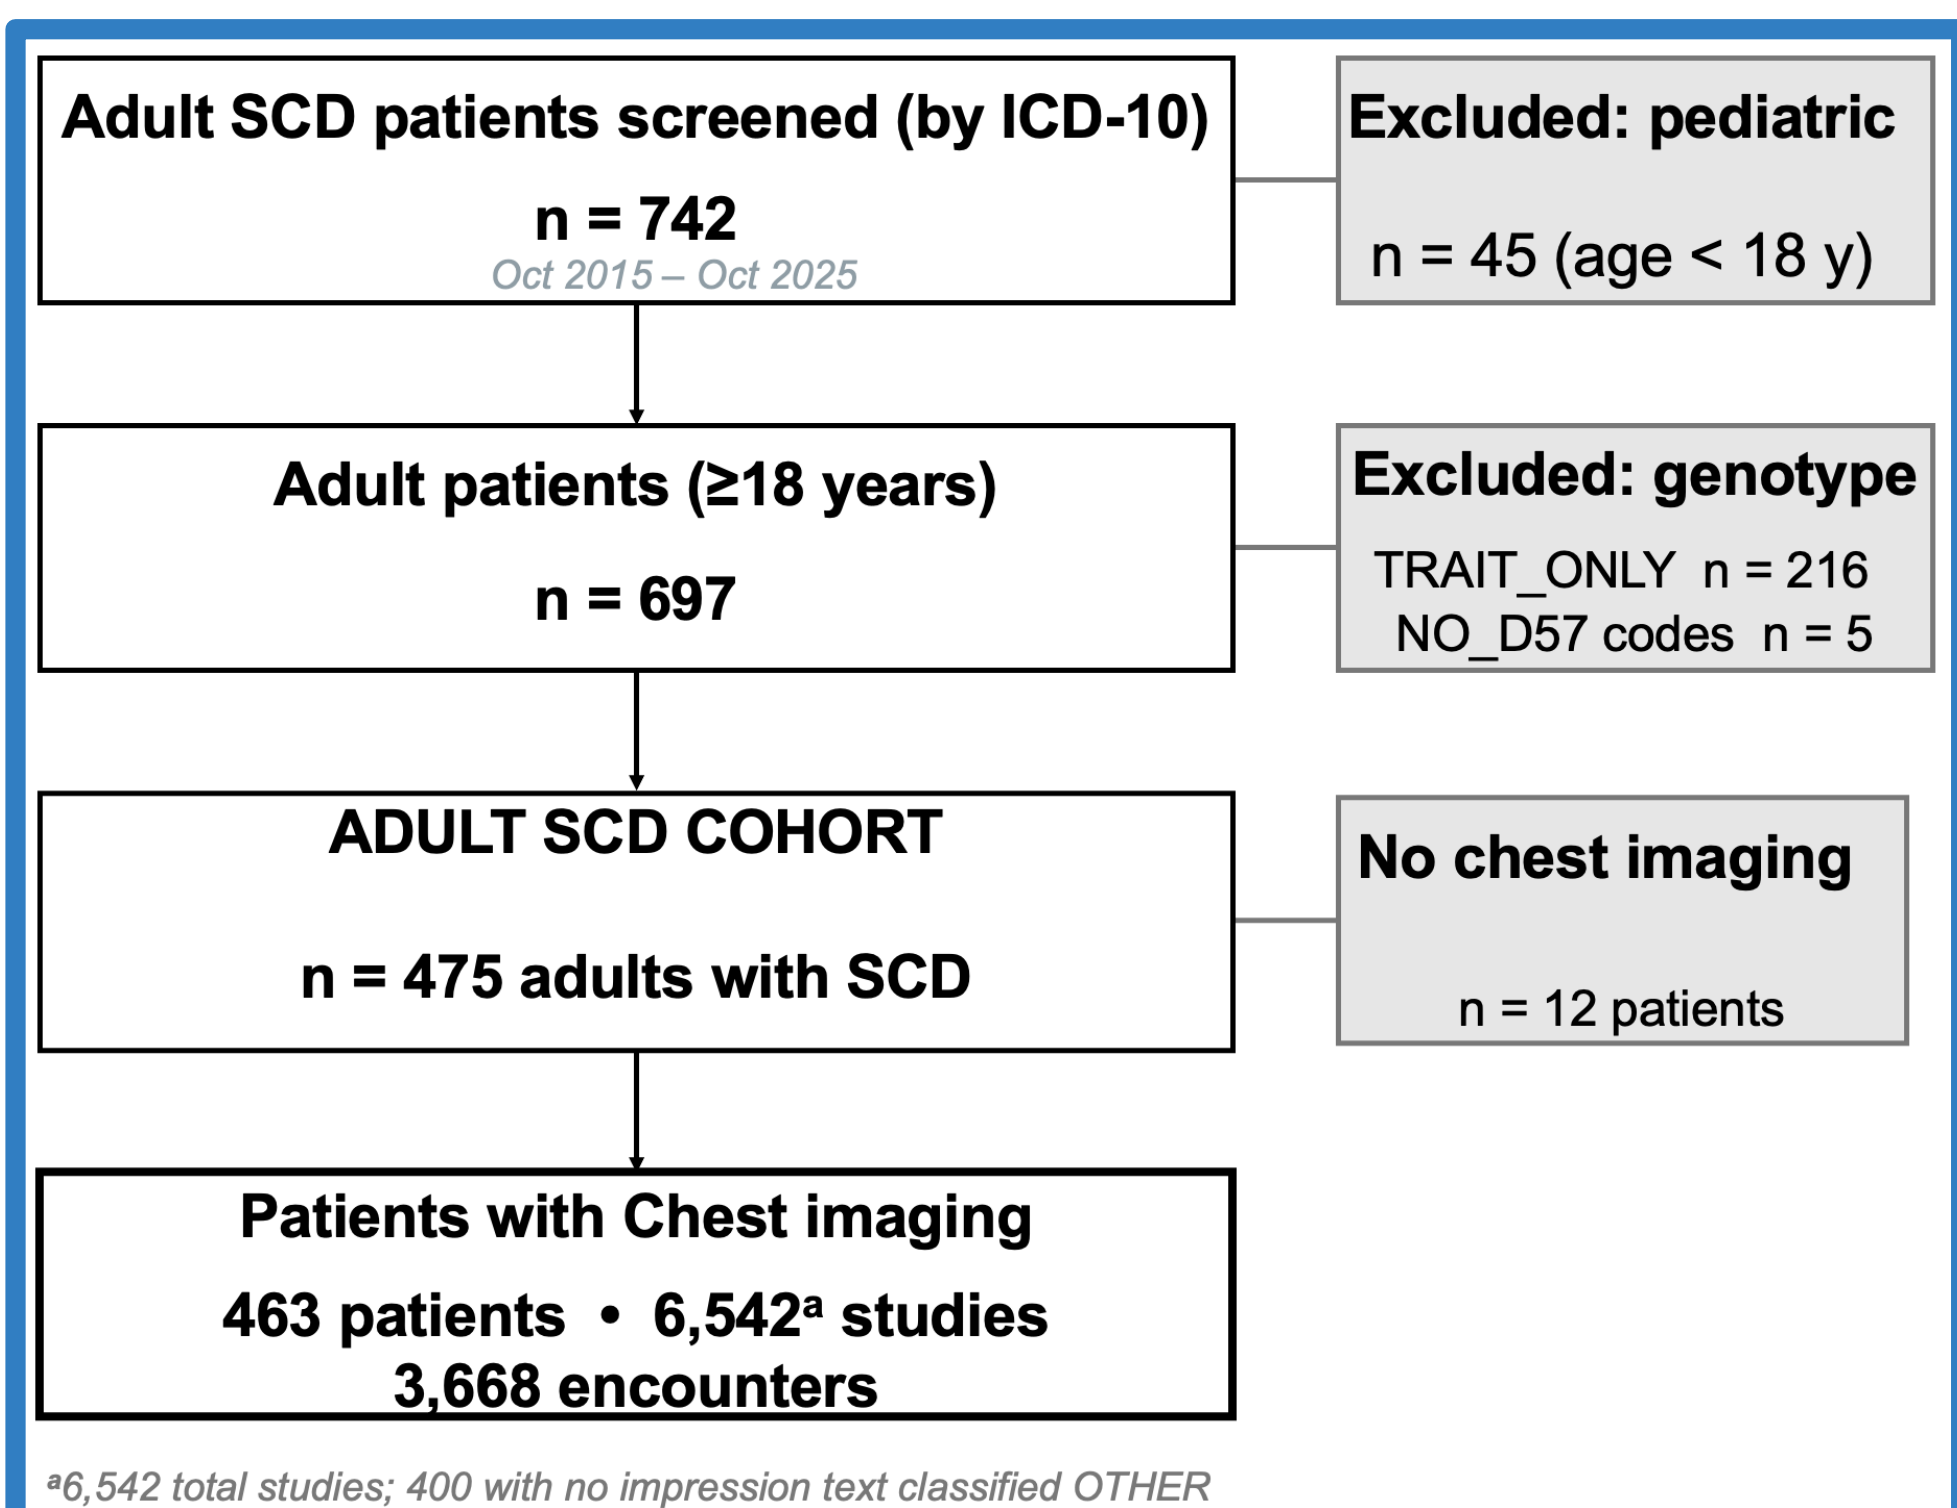 Adult SCD patients screened (by ICD-10)
n = 742
Oct 2015 – Oct 2025
Excluded: pediatric
n = 45 (age < 18 y)
Adult patients (≥18 years)
n = 697
Excluded: genotype
TRAIT_ONLY n = 216
NO_D57 codes n = 5
ADULT SCD COHORT
n = 475 adults with SCD
No chest imaging
n = 12 patients
Patients with Chest imaging
463 patients • 6,542ᵃ studies
3,668 encounters
ᵃ6,542 total studies; 400 with no impression text classified OTHER